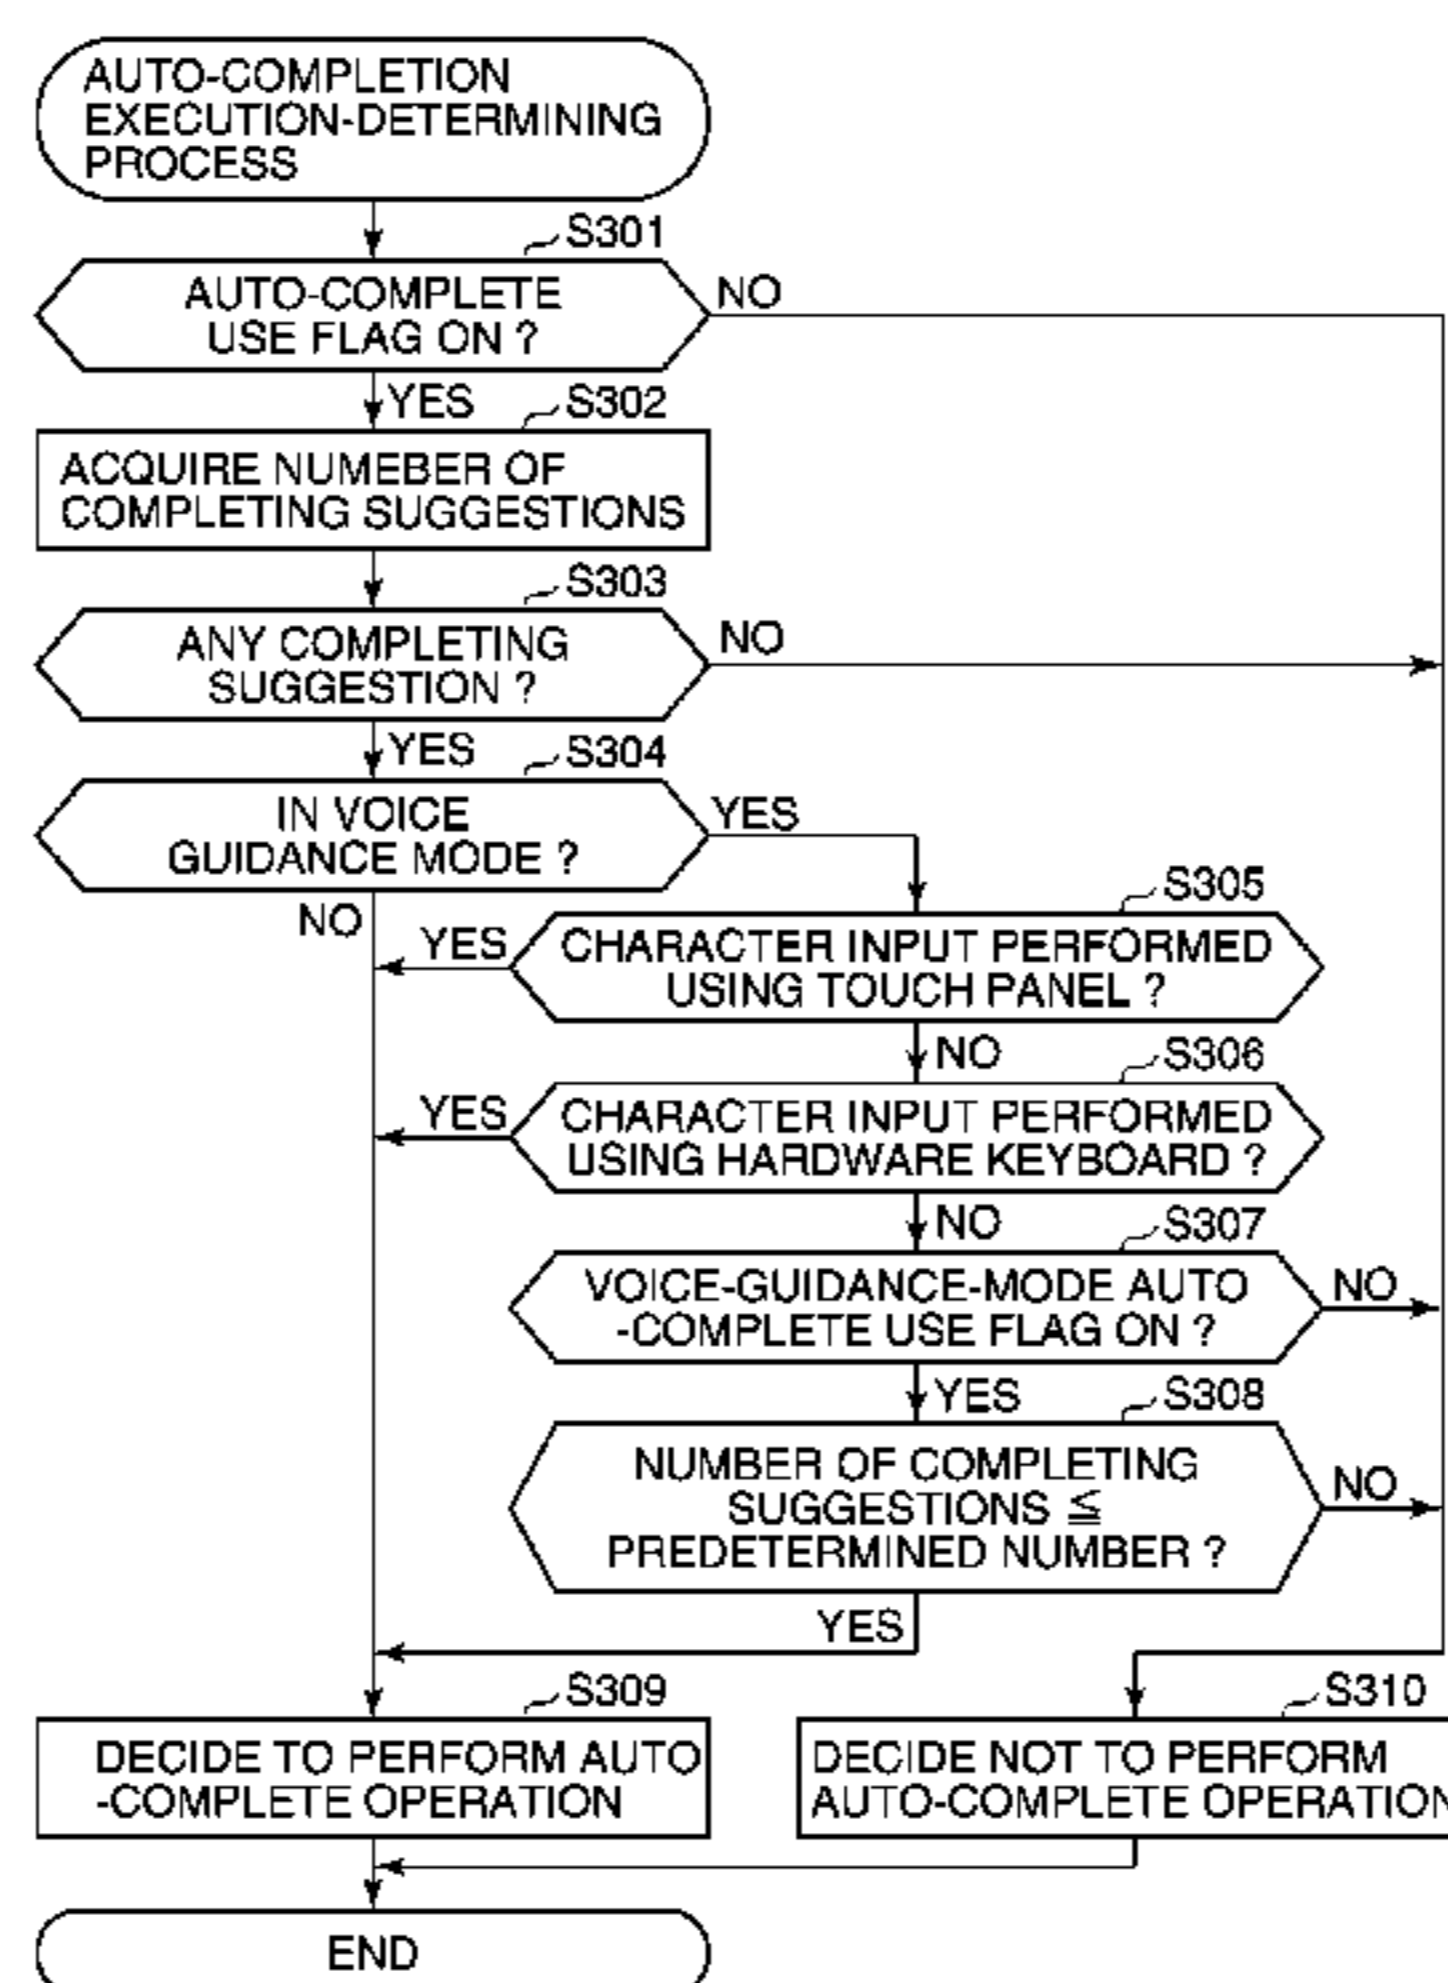 AUTO-COMPLETION
EXECUTION-DETERMINING
PROCESS
S301
AUTO-COMPLETE
USE FLAG ON ?
NO
YES
S302
ACQUIRE NUMEBER OF
COMPLETING SUGGESTIONS
S303
ANY COMPLETING
SUGGESTION ?
NO
YES
S304
IN VOICE
GUIDANCE MODE ?
YES
NO
S305
CHARACTER INPUT PERFORMED
USING TOUCH PANEL ?
YES
NO
S306
CHARACTER INPUT PERFORMED
USING HARDWARE KEYBOARD ?
YES
NO
S307
VOICE-GUIDANCE-MODE AUTO
-COMPLETE USE FLAG ON ?
NO
YES
S308
NUMBER OF COMPLETING
SUGGESTIONS ≦
PREDETERMINED NUMBER ?
NO
YES
S309
DECIDE TO PERFORM AUTO
-COMPLETE OPERATION
S310
DECIDE NOT TO PERFORM
AUTO-COMPLETE OPERATION
END